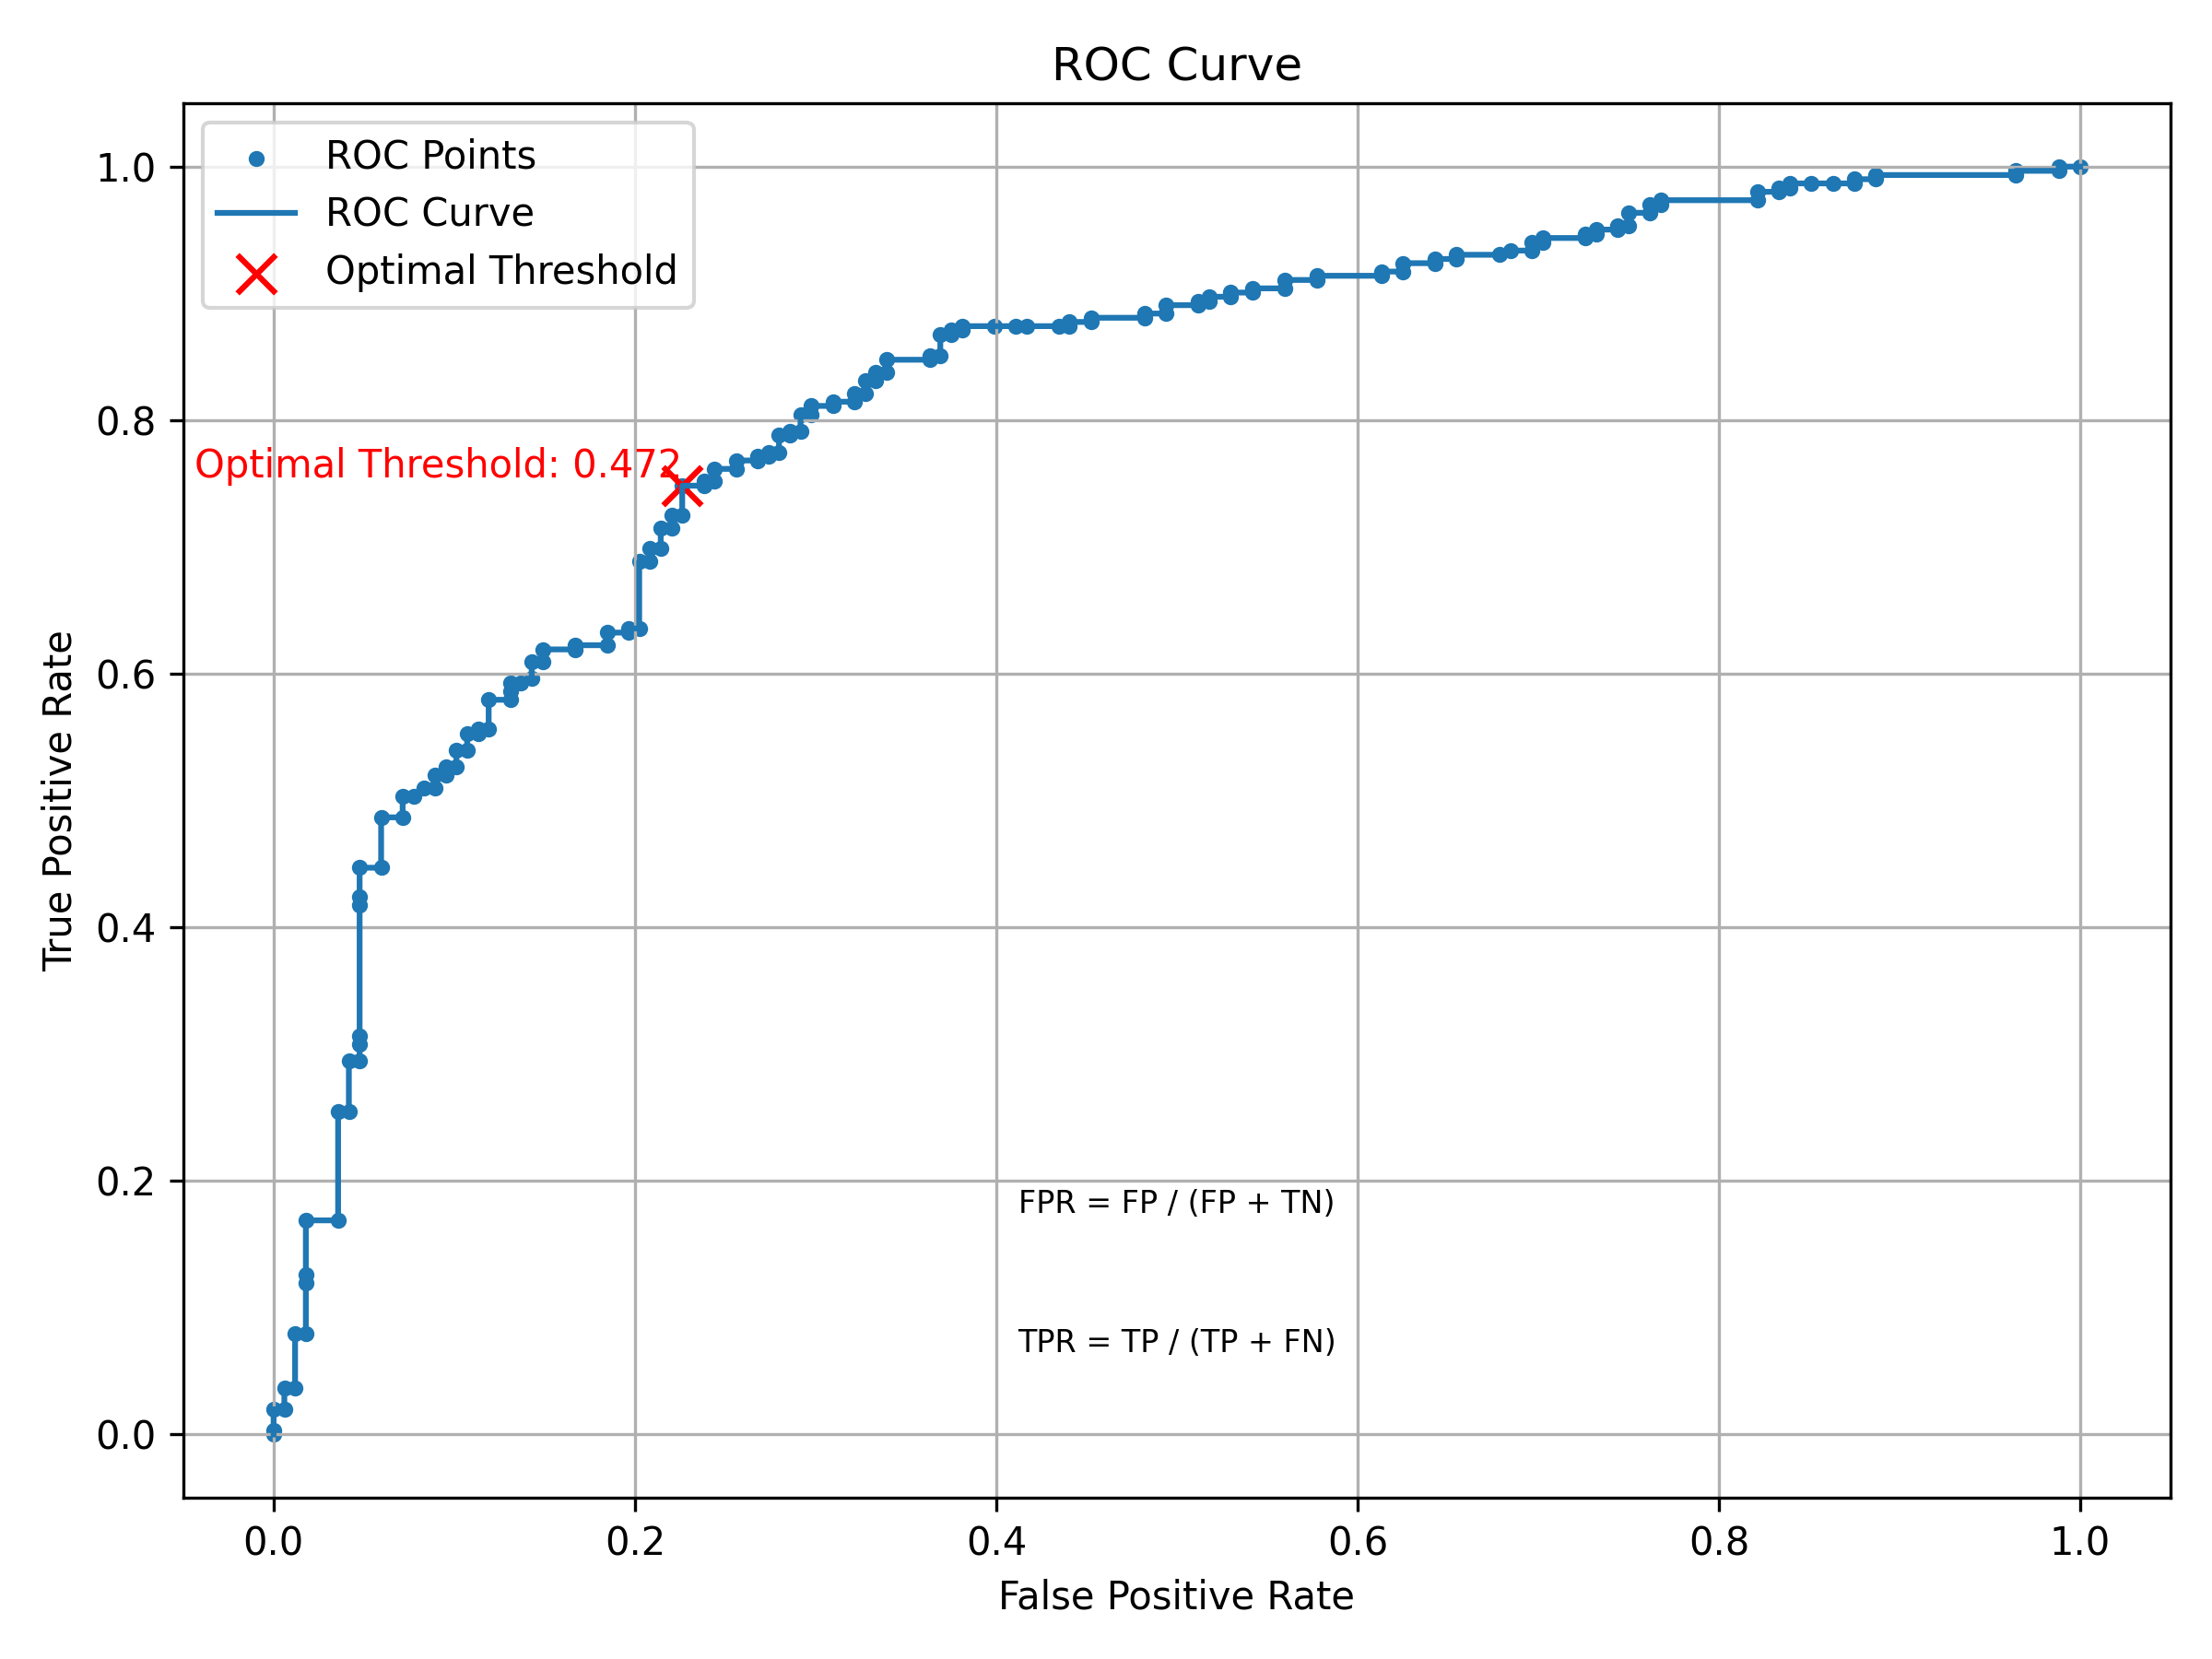 ROC Curve
ROC Points
ROC Curve
Optimal Threshold
1.0
0.8
0.6
0.4
0.2
0.0
True Positive Rate
Optimal Threshold: 0.472
FPR = FP / (FP + TN)
TPR = TP / (TP + FN)
0.0 0.2 0.4 0.6 0.8 1.0
False Positive Rate